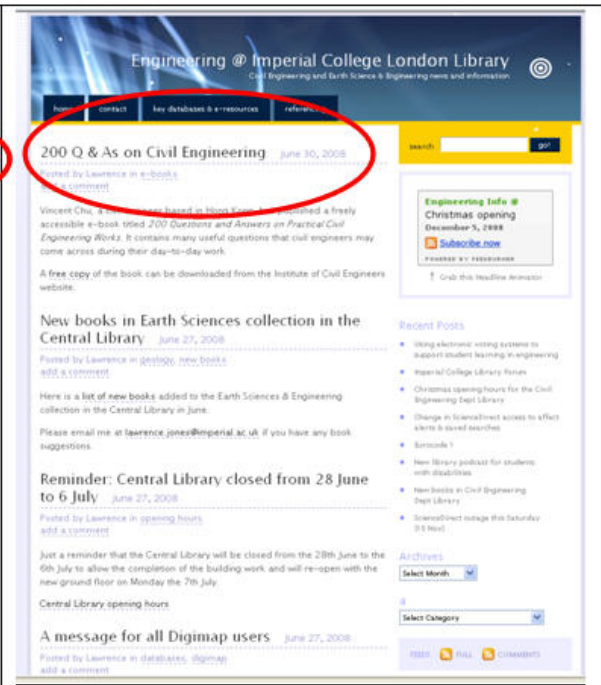 Engineering @ Imperial College London Library
Civil Engineering and Earth Science & Engineering news and information
home contact key databases & e-resources
search go!
200 Q & As on Civil Engineering June 30, 2008
Posted by Lawrence in e-books
add a comment
Vincent Chu, a civil engineer based in Hong Kong, has published a freely
accessible e-book titled 200 Questions and Answers on Practical Civil
Engineering Works. It contains many useful questions that civil engineers may
come across during their day-to-day work.
A free copy of the book can be downloaded from the Institute of Civil Engineers
website.
New books in Earth Sciences collection in the
Central Library June 27, 2008
Posted by Lawrence in geology, new books
add a comment
Here is a list of new books added to the Earth Sciences & Engineering
collection in the Central Library in June.
Please email me at lawrence.jones@imperial.ac.uk if you have any book
suggestions.
Reminder: Central Library closed from 28 June
to 6 July June 27, 2008
Posted by Lawrence in opening hours
add a comment
Just a reminder that the Central Library will be closed from the 28th June to the
6th July to allow the completion of the building work and will re-open with the
new ground floor on Monday the 7th July.
Central Library opening hours
A message for all Digimap users June 27, 2008
Posted by Lawrence in databases, digimap
add a comment
Engineering Info @
Christmas opening
December 5, 2008
Subscribe now
POWERED BY FEEDBURNER
↑ Grab this Headline Animator
Recent Posts
Using electronic voting systems to
support student learning in engineering
Imperial College Library Forum
Christmas opening hours for the Civil
Engineering Dept Library
Change in ScienceDirect access to affect
alerts & saved searches
Eurocode 7
New library podcast for students
with disabilities
New books in Civil Engineering
Dept Library
ScienceDirect outage this Saturday
Nov)
Archives
Select Month
Select Category
FEEDS FULL COMMENTS